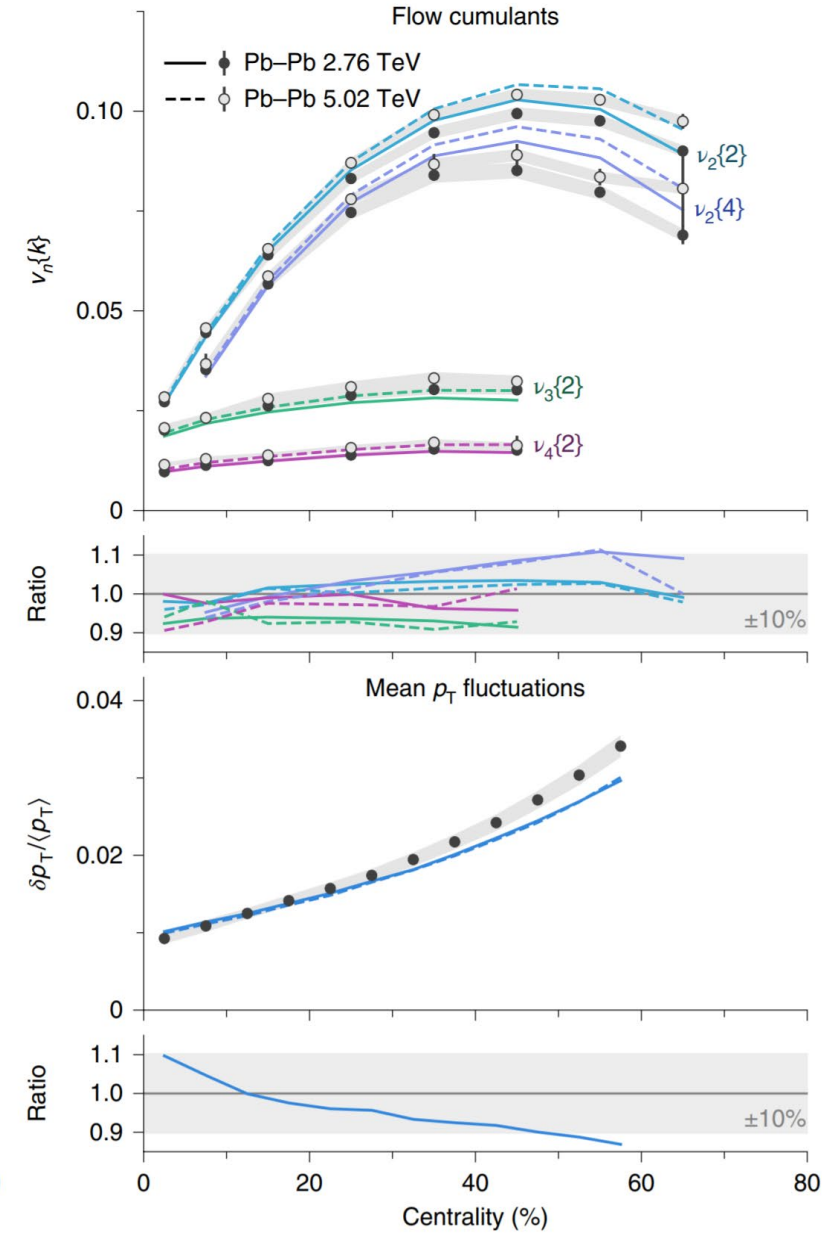 Flow cumulants
Pb–Pb 2.76 TeV
Pb–Pb 5.02 TeV
0.10
0.05
0
νn{k}
ν2{2}
ν2{4}
ν3{2}
ν4{2}
1.1
1.0
0.9
Ratio
±10%
Mean pT fluctuations
0.04
0.02
0
δpT/⟨pT⟩
1.1
1.0
0.9
Ratio
±10%
0 20 40 60 80
Centrality (%)